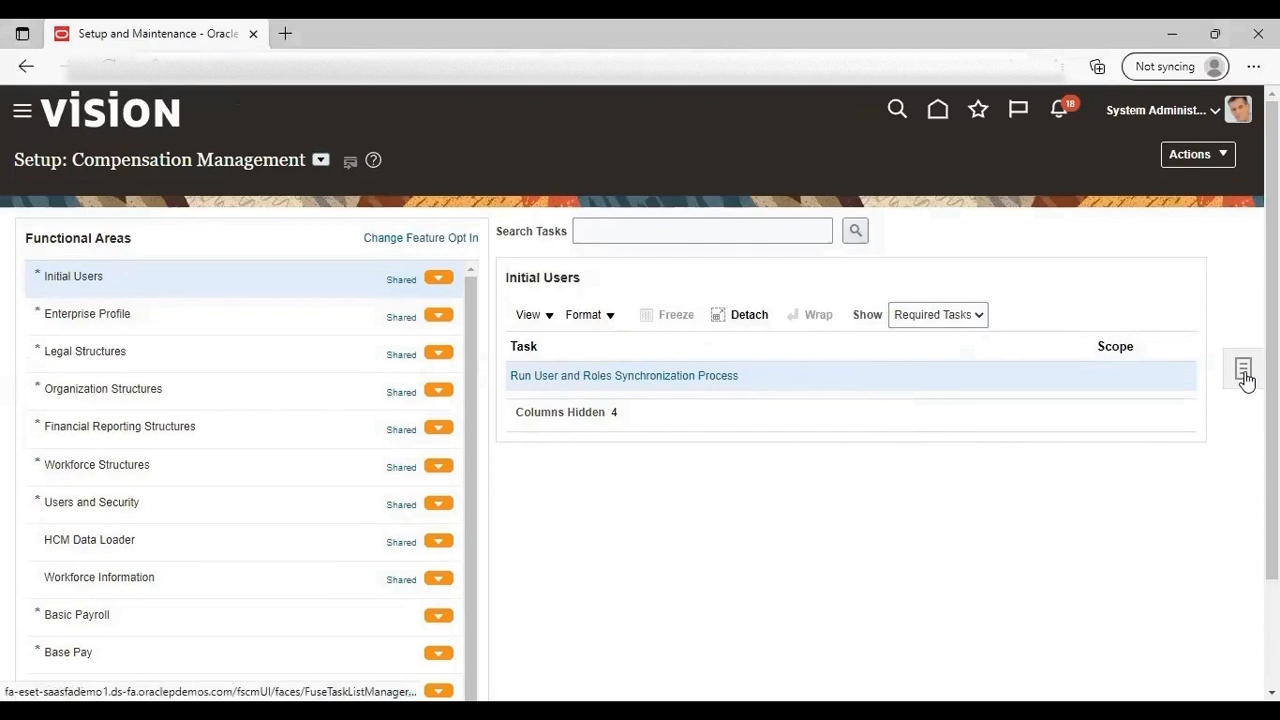 Setup and Maintenance - Oracle
Not syncing
VISION
18
System Administ...
Setup: Compensation Management
Actions
Functional Areas
Change Feature Opt In
* Initial Users Shared
* Enterprise Profile Shared
* Legal Structures Shared
* Organization Structures Shared
* Financial Reporting Structures Shared
* Workforce Structures Shared
* Users and Security Shared
HCM Data Loader Shared
Workforce Information Shared
* Basic Payroll
* Base Pay
fa-eset-saasfademo1.ds-fa.oraclepdemos.com/fscmUI/faces/FuseTaskListManager...
Search Tasks
Initial Users
View Format Freeze Detach Wrap Show Required Tasks
Task Scope
Run User and Roles Synchronization Process
Columns Hidden 4